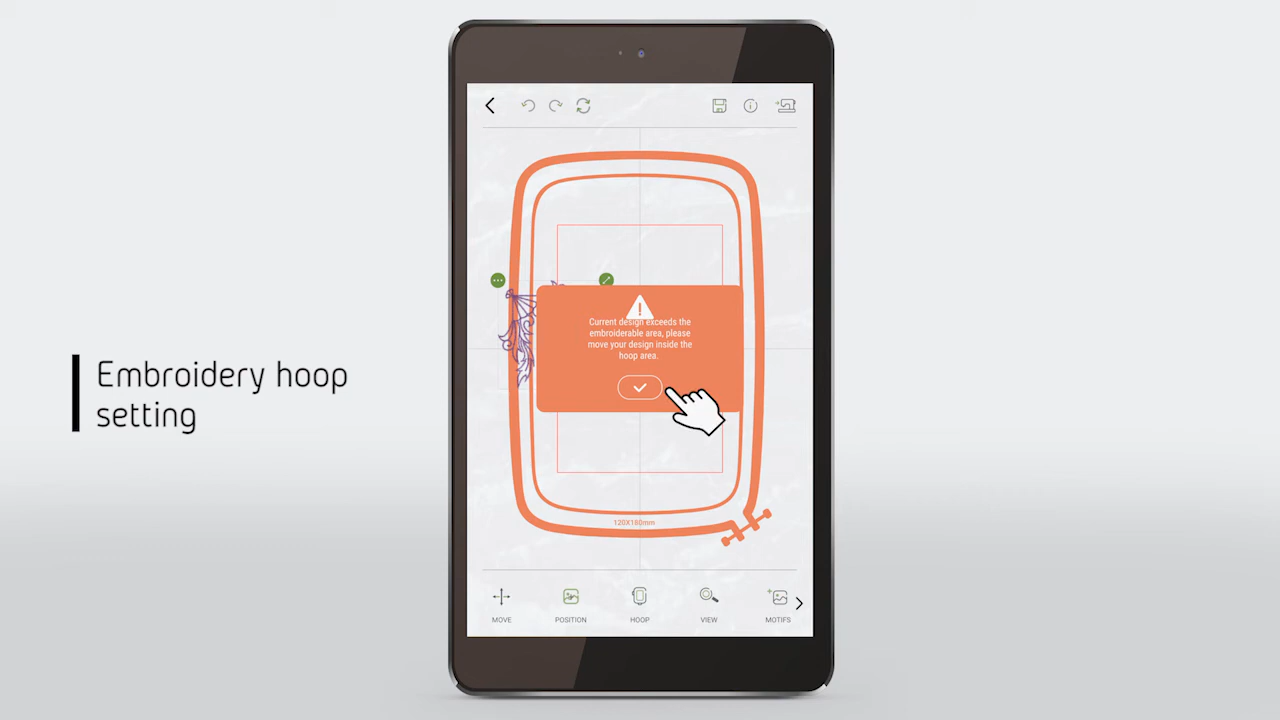 Embroidery hoop
setting
Current design exceeds the
embroiderable area, please
move your design inside the
hoop area.
120X180mm
MOVE
POSITION
HOOP
VIEW
MOTIFS